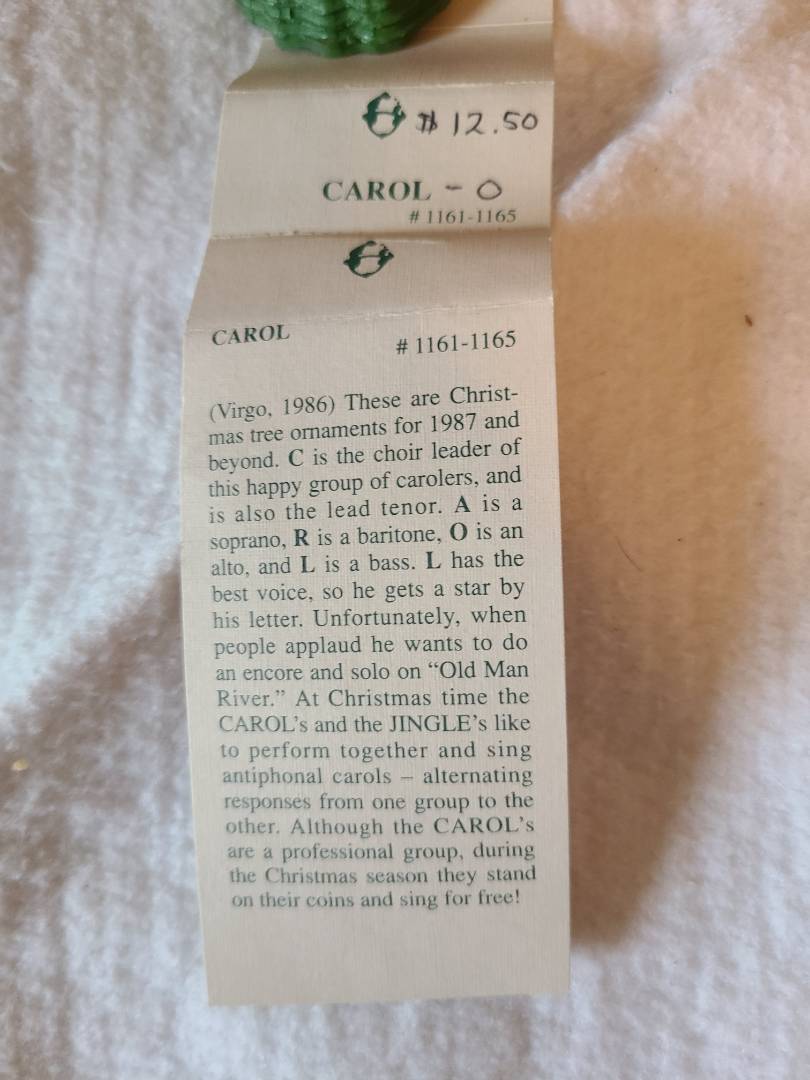 $12.50
CAROL - O
# 1161-1165
CAROL # 1161-1165
(Virgo, 1986) These are Christ-
mas tree ornaments for 1987 and
beyond. C is the choir leader of
this happy group of carolers, and
is also the lead tenor. A is a
soprano, R is a baritone, O is an
alto, and L is a bass. L has the
best voice, so he gets a star by
his letter. Unfortunately, when
people applaud he wants to do
an encore and solo on “Old Man
River.” At Christmas time the
CAROL’s and the JINGLE’s like
to perform together and sing
antiphonal carols – alternating
responses from one group to the
other. Although the CAROL’s
are a professional group, during
the Christmas season they stand
on their coins and sing for free!